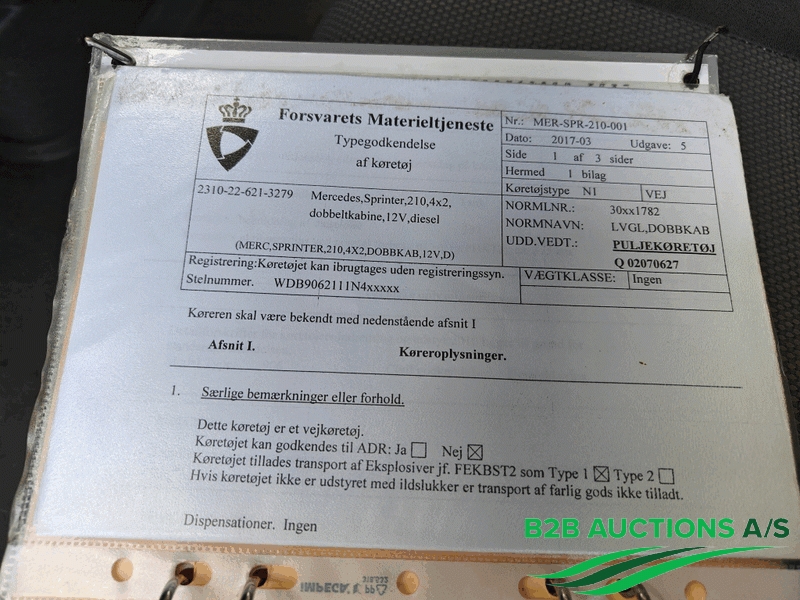 Forsvarets Materieltjeneste
Typegodkendelse
af køretøj
Nr.: MER-SPR-210-001
Dato: 2017-03 Udgave: 5
Side 1 af 3 sider
Hermed 1 bilag
Køretøjstype N1 VEJ
2310-22-621-3279 Mercedes,Sprinter,210,4x2,
dobbeltkabine,12V,diesel
(MERC,SPRINTER,210,4X2,DOBBKAB,12V,D)
NORMLNR.: 30xx1782
NORMNAVN: LVGL,DOBBKAB
UDD.VEDT.: PULJEKØRETØJ
Q 02070627
Registrering:Køretøjet kan ibrugtages uden registreringssyn.
Stelnummer. WDB9062111N4xxxxx
VÆGTKLASSE: Ingen
Køreren skal være bekendt med nedenstående afsnit I
Afsnit I. Køreroplysninger.
1. Særlige bemærkninger eller forhold.
Dette køretøj er et vejkøretøj.
Køretøjet kan godkendes til ADR: Ja ☐ Nej ☒
Køretøjet tillades transport af Eksplosiver jf. FEKBST2 som Type 1 ☒ Type 2 ☐
Hvis køretøjet ikke er udstyret med ildslukker er transport af farlig gods ikke tilladt.
Dispensationer. Ingen
B2B AUCTIONS A/S
IMPEGA
PP